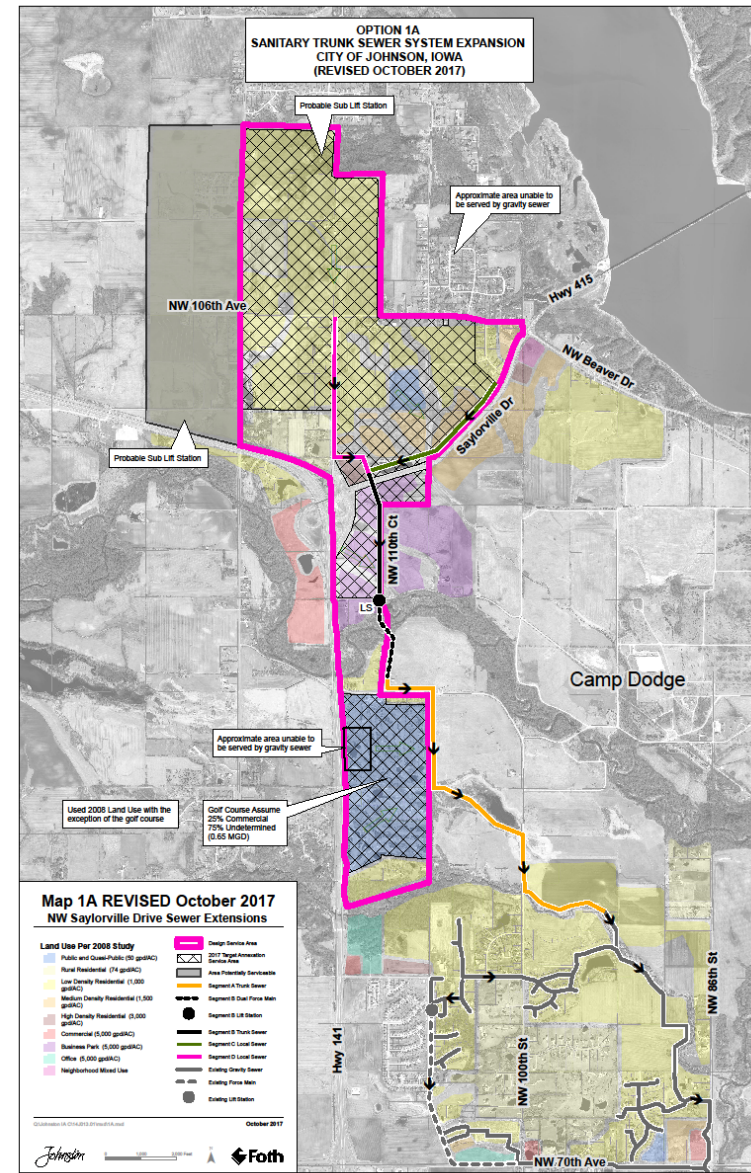 OPTION 1A
SANITARY TRUNK SEWER SYSTEM EXPANSION
CITY OF JOHNSON, IOWA
(REVISED OCTOBER 2017)
Probable Sub Lift Station
Approximate area unable to
be served by gravity sewer
Hwy 415
NW 106th Ave
NW Beaver Dr
Saylorville Dr
Probable Sub Lift Station
NW 110th Ct
LS
Camp Dodge
Approximate area unable to
be served by gravity sewer
Used 2008 Land Use with the
exception of the golf course
Golf Course Assume
25% Commercial
75% Undetermined
(0.65 MGD)
Map 1A REVISED October 2017
NW Saylorville Drive Sewer Extensions
Land Use Per 2008 Study
Public and Quasi-Public (50 gpd/AC)
Rural Residential (74 gpd/AC)
Low Density Residential (1,000
gpd/AC)
Medium Density Residential (1,500
gpd/AC)
High Density Residential (3,000
gpd/AC)
Commercial (5,000 gpd/AC)
Business Park (5,000 gpd/AC)
Office (5,000 gpd/AC)
Neighborhood Mixed Use
Design Service Area
2017 Target Annexation
Service Area
Area Potentially Serviceable
Segment A Trunk Sewer
Segment B Dual Force Main
Segment B Lift Station
Segment B Trunk Sewer
Segment C Local Sewer
Segment D Local Sewer
Existing Gravity Sewer
Existing Force Main
Existing Lift Station
October 2017
Johnston
Foth
Hwy 141
NW 100th St
NW 86th St
NW 70th Ave